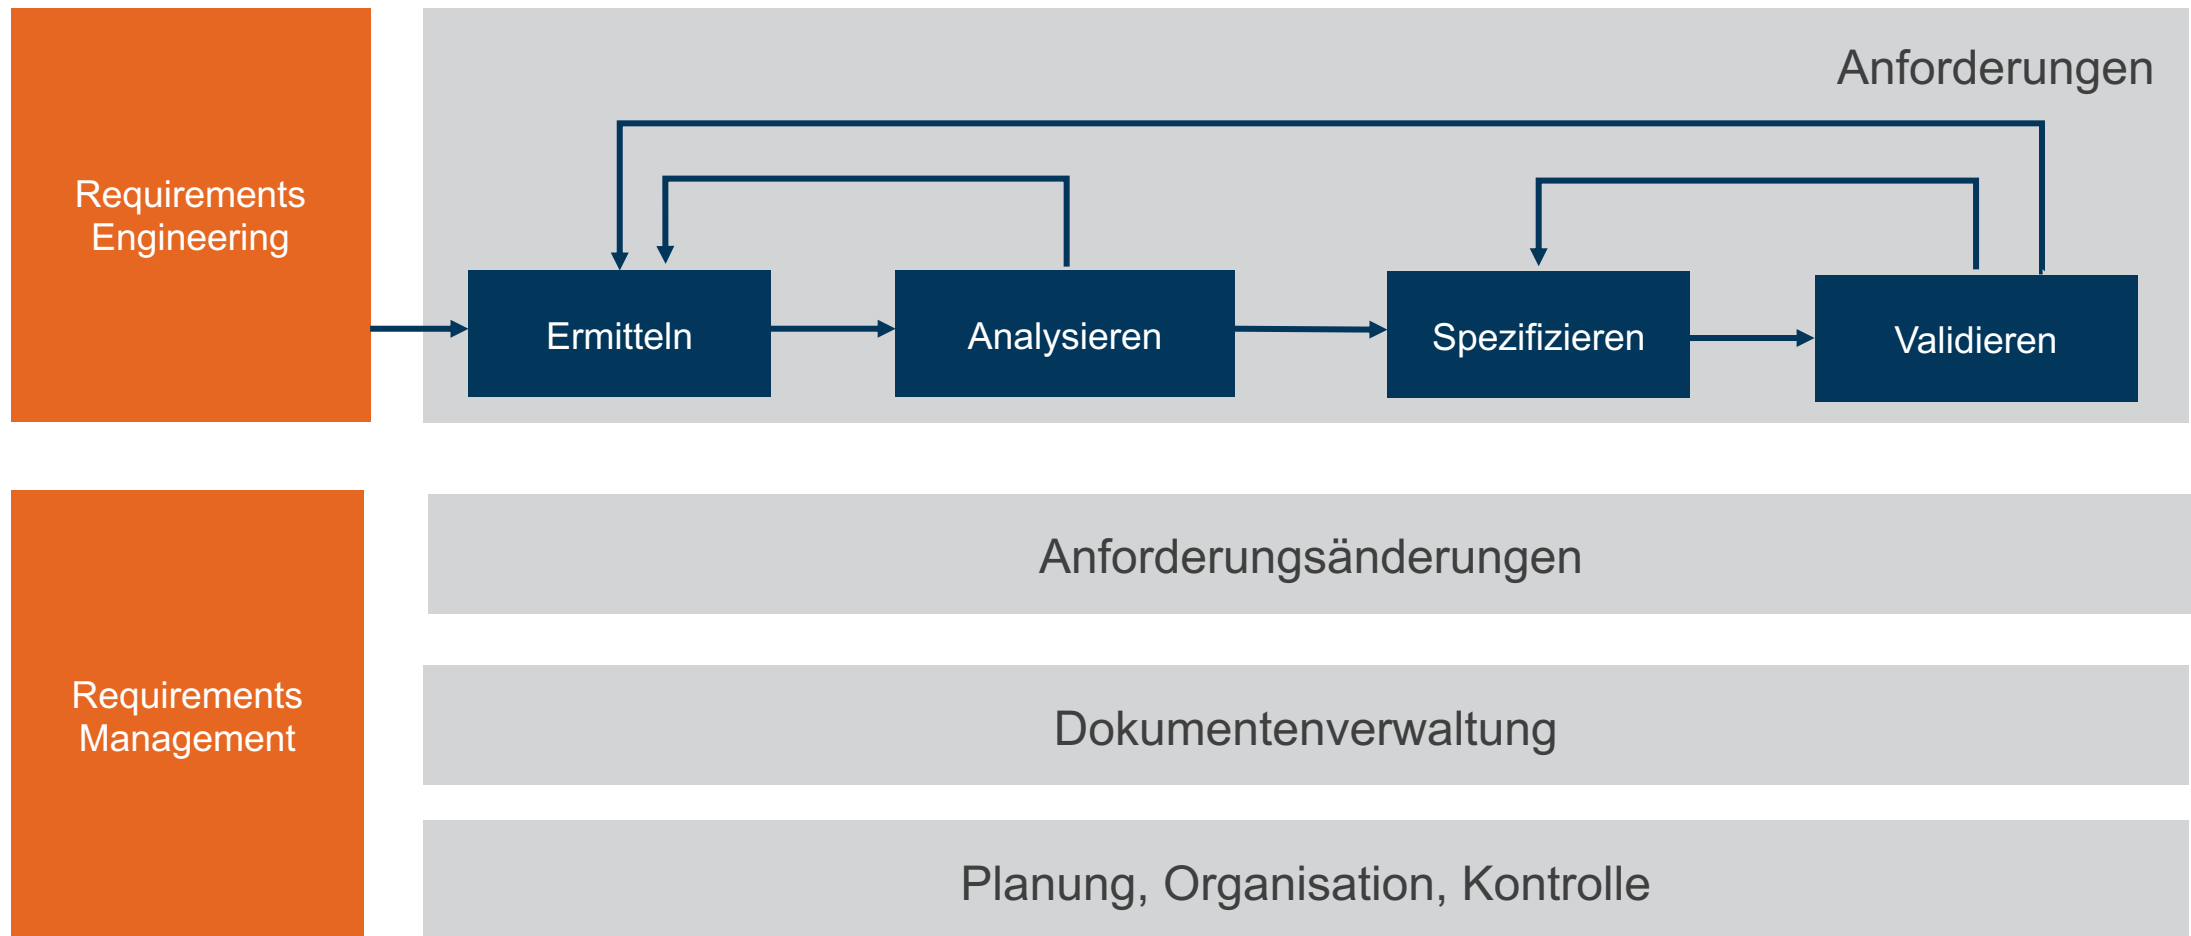 Requirements
Engineering
Anforderungen
Ermitteln
Analysieren
Spezifizieren
Validieren
Requirements
Management
Anforderungsänderungen
Dokumentenverwaltung
Planung, Organisation, Kontrolle